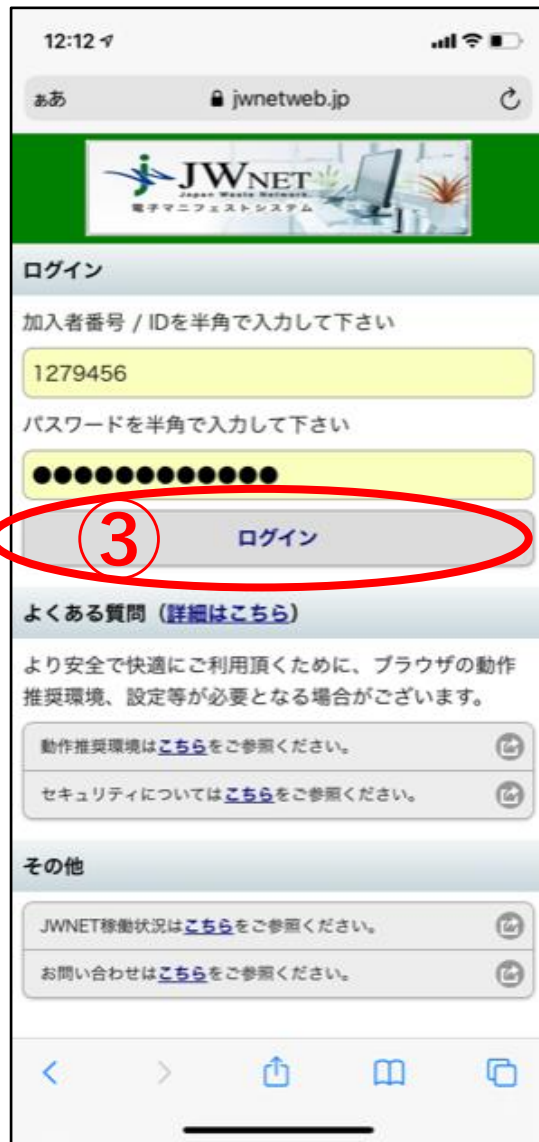 12:12
ぁあ jwnetweb.jp
JWNET
Japan Waste Network
電子マニフェストシステム
ログイン
加入者番号 / IDを半角で入力して下さい
1279456
パスワードを半角で入力して下さい
●●●●●●●●●●●●
③ ログイン
よくある質問（詳細はこちら）
より安全で快適にご利用頂くために、ブラウザの動作
推奨環境、設定等が必要となる場合がございます。
動作推奨環境はこちらをご参照ください。
セキュリティについてはこちらをご参照ください。
その他
JWNET稼働状況はこちらをご参照ください。
お問い合わせはこちらをご参照ください。